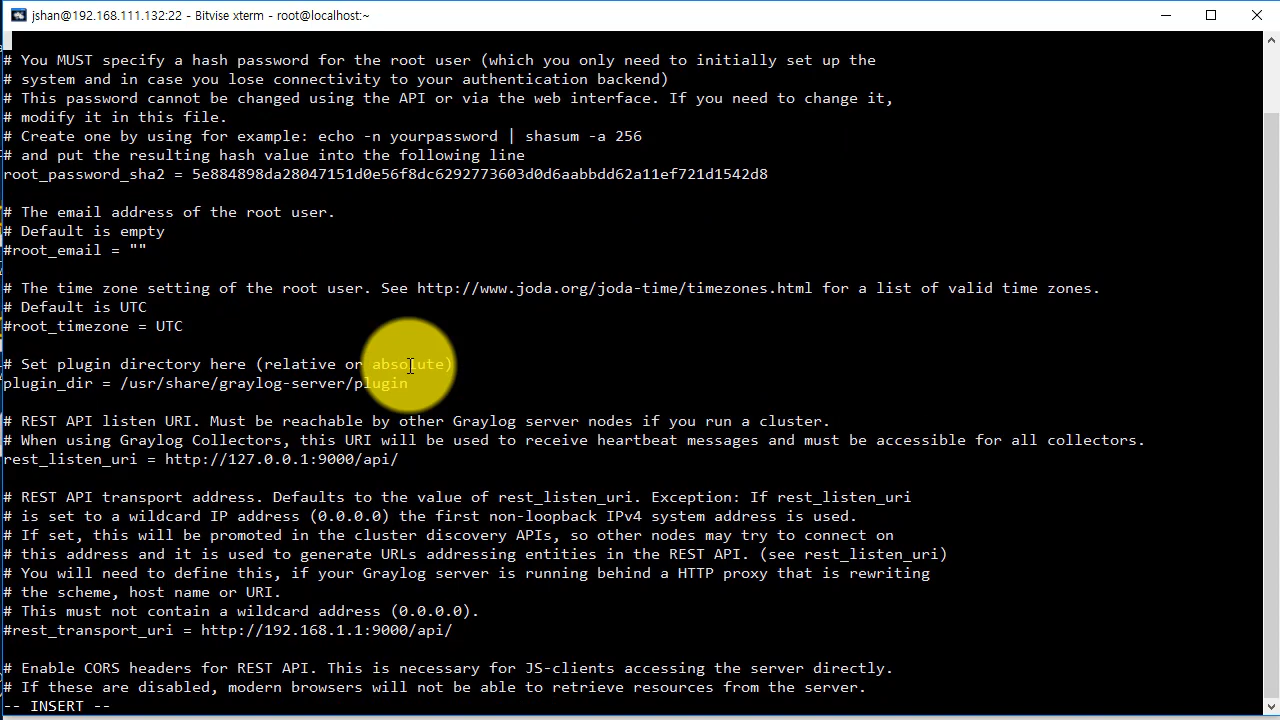 jshan@192.168.111.132:22 - Bitvise xterm - root@localhost:~
# You MUST specify a hash password for the root user (which you only need to initially set up the
# system and in case you lose connectivity to your authentication backend)
# This password cannot be changed using the API or via the web interface. If you need to change it,
# modify it in this file.
# Create one by using for example: echo -n yourpassword | shasum -a 256
# and put the resulting hash value into the following line
root_password_sha2 = 5e884898da28047151d0e56f8dc6292773603d0d6aabbdd62a11ef721d1542d8

# The email address of the root user.
# Default is empty
#root_email = ""

# The time zone setting of the root user. See http://www.joda.org/joda-time/timezones.html for a list of valid time zones.
# Default is UTC
#root_timezone = UTC

# Set plugin directory here (relative or absolute)
plugin_dir = /usr/share/graylog-server/plugin

# REST API listen URI. Must be reachable by other Graylog server nodes if you run a cluster.
# When using Graylog Collectors, this URI will be used to receive heartbeat messages and must be accessible for all collectors.
rest_listen_uri = http://127.0.0.1:9000/api/

# REST API transport address. Defaults to the value of rest_listen_uri. Exception: If rest_listen_uri
# is set to a wildcard IP address (0.0.0.0) the first non-loopback IPv4 system address is used.
# If set, this will be promoted in the cluster discovery APIs, so other nodes may try to connect on
# this address and it is used to generate URLs addressing entities in the REST API. (see rest_listen_uri)
# You will need to define this, if your Graylog server is running behind a HTTP proxy that is rewriting
# the scheme, host name or URI.
# This must not contain a wildcard address (0.0.0.0).
#rest_transport_uri = http://192.168.1.1:9000/api/

# Enable CORS headers for REST API. This is necessary for JS-clients accessing the server directly.
# If these are disabled, modern browsers will not be able to retrieve resources from the server.
-- INSERT --